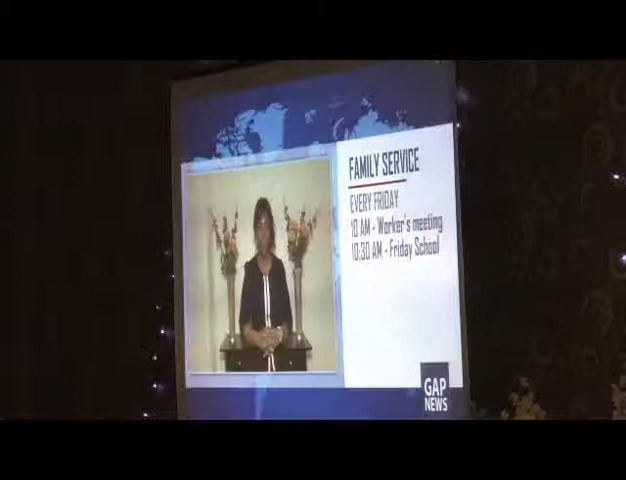 FAMILY SERVICE
EVERY FRIDAY
10 AM - Worker's meeting
10:30 AM - Friday School
GAP
NEWS